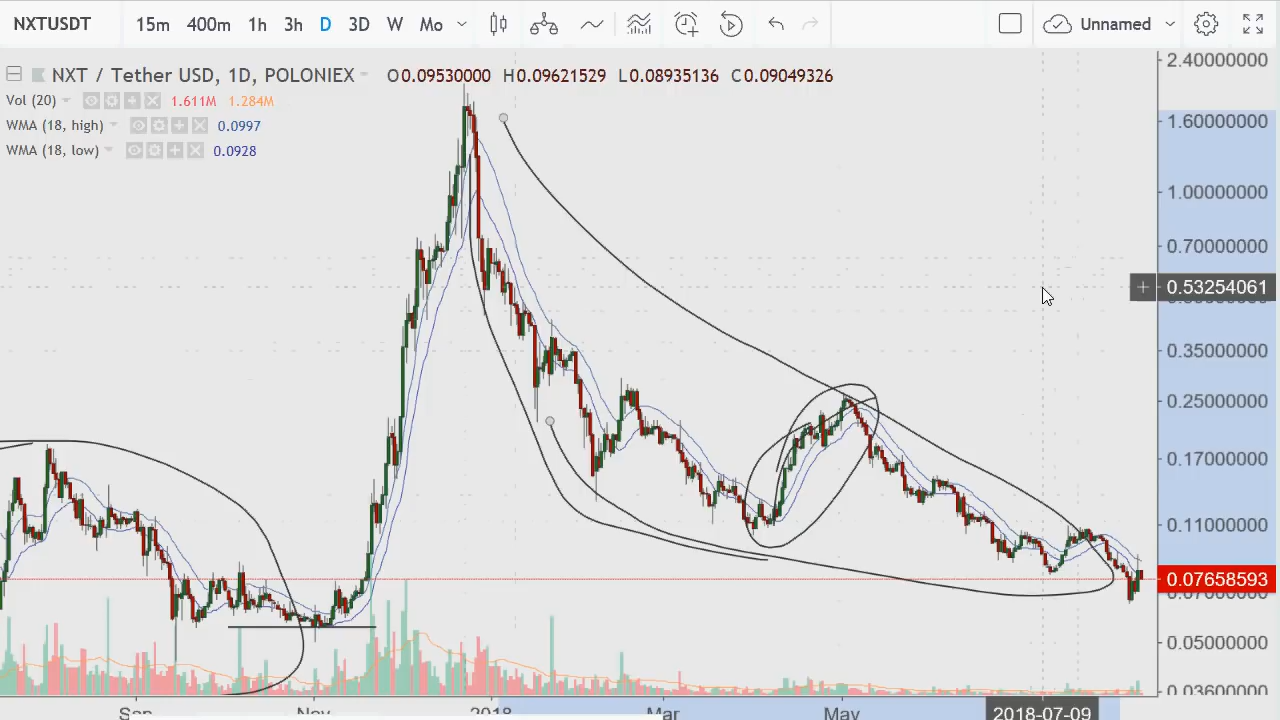 NXTUSDT 15m 400m 1h 3h D 3D W Mo Unnamed
NXT / Tether USD, 1D, POLONIEX O0.09530000 H0.09621529 L0.08935136 C0.09049326
Vol (20) 1.611M 1.284M
WMA (18, high) 0.0997
WMA (18, low) 0.0928
2.40000000
1.60000000
1.00000000
0.70000000
0.53254061
0.35000000
0.25000000
0.17000000
0.11000000
0.07658593
0.07000000
0.05000000
0.03600000
Sep Nov 2018 Mar May 2018-07-09